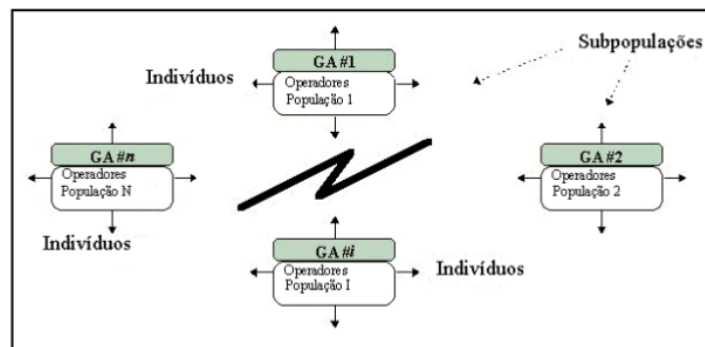 Subpopulações
GA #1
Indivíduos
Operadores
População 1
GA #n
Operadores
População N
Indivíduos
GA #2
Operadores
População 2
GA #i
Operadores
População I
Indivíduos